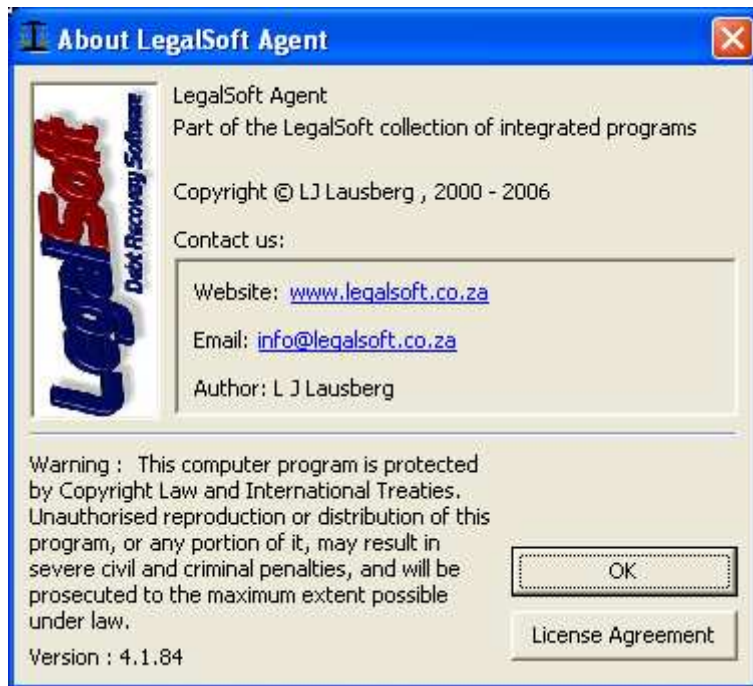 About LegalSoft Agent
LegalSoft
Debt Recovery Software
LegalSoft Agent
Part of the LegalSoft collection of integrated programs
Copyright © LJ Lausberg , 2000 - 2006
Contact us:
Website: www.legalsoft.co.za
Email: info@legalsoft.co.za
Author: L J Lausberg
Warning : This computer program is protected
by Copyright Law and International Treaties.
Unauthorised reproduction or distribution of this
program, or any portion of it, may result in
severe civil and criminal penalties, and will be
prosecuted to the maximum extent possible
under law.
Version : 4.1.84
OK
License Agreement